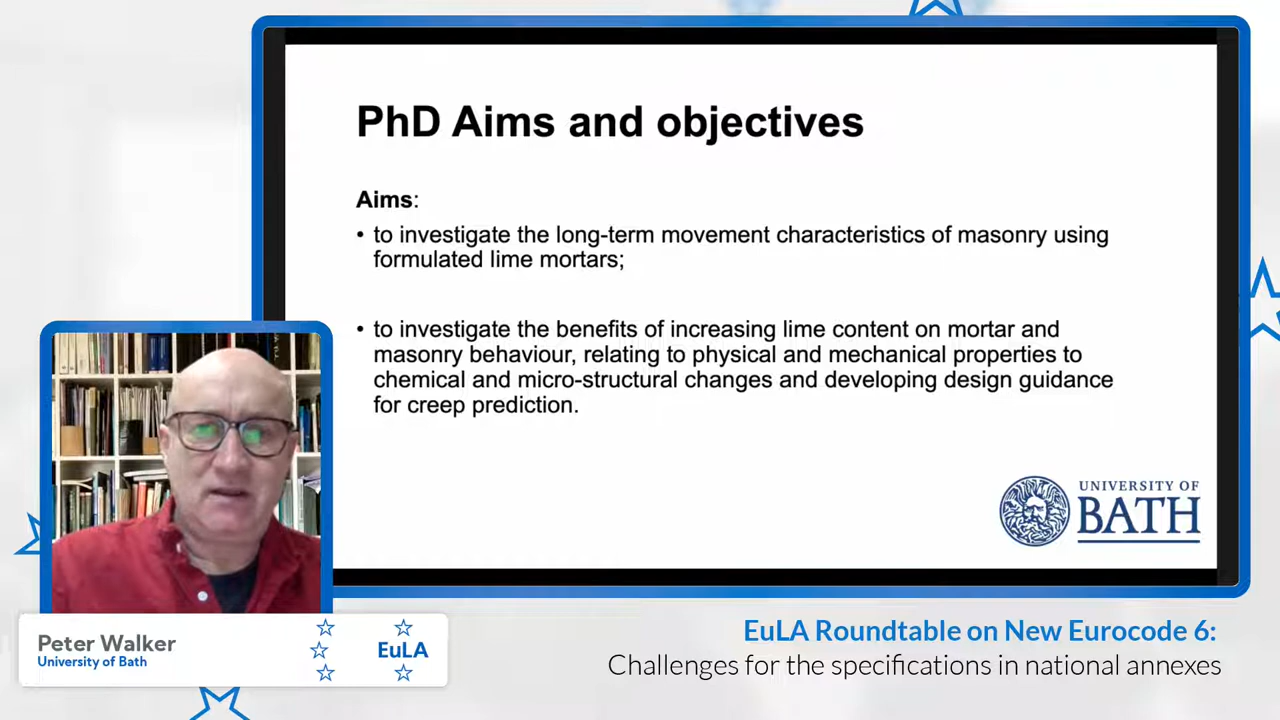 PhD Aims and objectives
Aims:
• to investigate the long-term movement characteristics of masonry using
formulated lime mortars;
• to investigate the benefits of increasing lime content on mortar and
masonry behaviour, relating to physical and mechanical properties to
chemical and micro-structural changes and developing design guidance
for creep prediction.
UNIVERSITY OF
BATH
Peter Walker
University of Bath
EuLA
EuLA Roundtable on New Eurocode 6:
Challenges for the specifications in national annexes